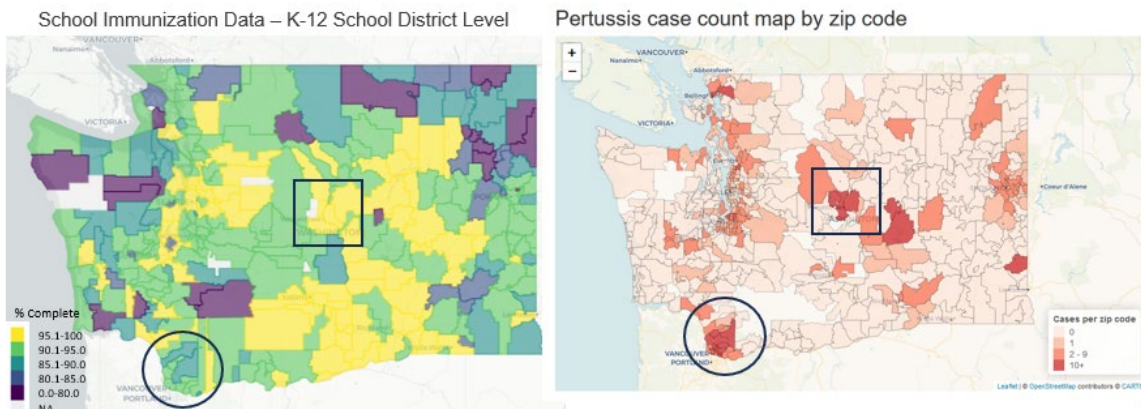 School Immunization Data – K-12 School District Level
Pertussis case count map by zip code
VANCOUVER
Nanaimo
Abbotsford
VICTORIA
% Complete
95.1-100
90.1-95.0
85.1-90.0
80.1-85.0
0.0-80.0
NA
VANCOUVER
PORTLAND
+
−
VANCOUVER
Nanaimo
Abbotsford
VICTORIA
Coeur d'Alene
VANCOUVER
PORTLAND
Cases per zip code
0
1
2 - 9
10+
Leaflet | © OpenStreetMap contributors © CART